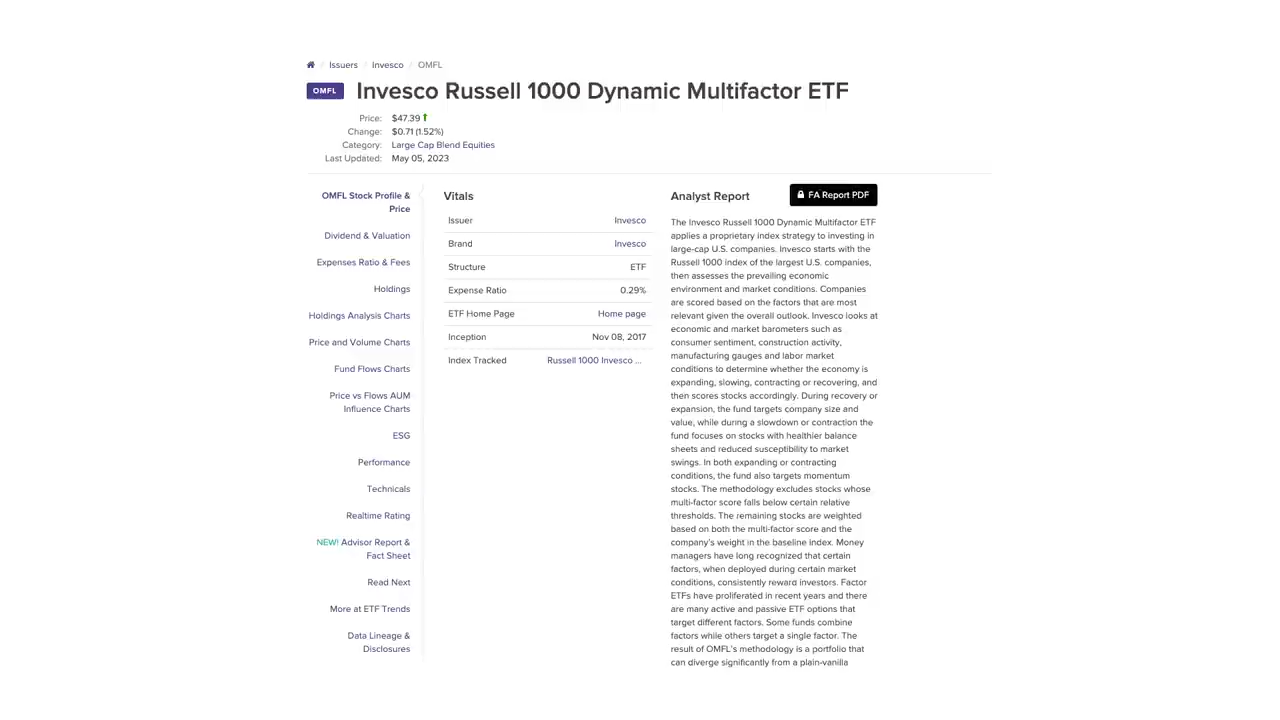 Issuers / Invesco / OMFL
OMFL Invesco Russell 1000 Dynamic Multifactor ETF
Price: $47.39
Change: $0.71 (1.52%)
Category: Large Cap Blend Equities
Last Updated: May 05, 2023
OMFL Stock Profile &
Price
Dividend & Valuation
Expenses Ratio & Fees
Holdings
Holdings Analysis Charts
Price and Volume Charts
Fund Flows Charts
Price vs Flows AUM
Influence Charts
ESG
Performance
Technicals
Realtime Rating
NEW! Advisor Report &
Fact Sheet
Read Next
More at ETF Trends
Data Lineage &
Disclosures
Vitals
Issuer Invesco
Brand Invesco
Structure ETF
Expense Ratio 0.29%
ETF Home Page Home page
Inception Nov 08, 2017
Index Tracked Russell 1000 Invesco ...
Analyst Report
FA Report PDF
The Invesco Russell 1000 Dynamic Multifactor ETF
applies a proprietary index strategy to investing in
large-cap U.S. companies. Invesco starts with the
Russell 1000 index of the largest U.S. companies,
then assesses the prevailing economic
environment and market conditions. Companies
are scored based on the factors that are most
relevant given the overall outlook. Invesco looks at
economic and market barometers such as
consumer sentiment, construction activity,
manufacturing gauges and labor market
conditions to determine whether the economy is
expanding, slowing, contracting or recovering, and
then scores stocks accordingly. During recovery or
expansion, the fund targets company size and
value, while during a slowdown or contraction the
fund focuses on stocks with healthier balance
sheets and reduced susceptibility to market
swings. In both expanding or contracting
conditions, the fund also targets momentum
stocks. The methodology excludes stocks whose
multi-factor score falls below certain relative
thresholds. The remaining stocks are weighted
based on both the multi-factor score and the
company's weight in the baseline index. Money
managers have long recognized that certain
factors, when deployed during certain market
conditions, consistently reward investors. Factor
ETFs have proliferated in recent years and there
are many active and passive ETF options that
target different factors. Some funds combine
factors while others target a single factor. The
result of OMFL's methodology is a portfolio that
can diverge significantly from a plain-vanilla